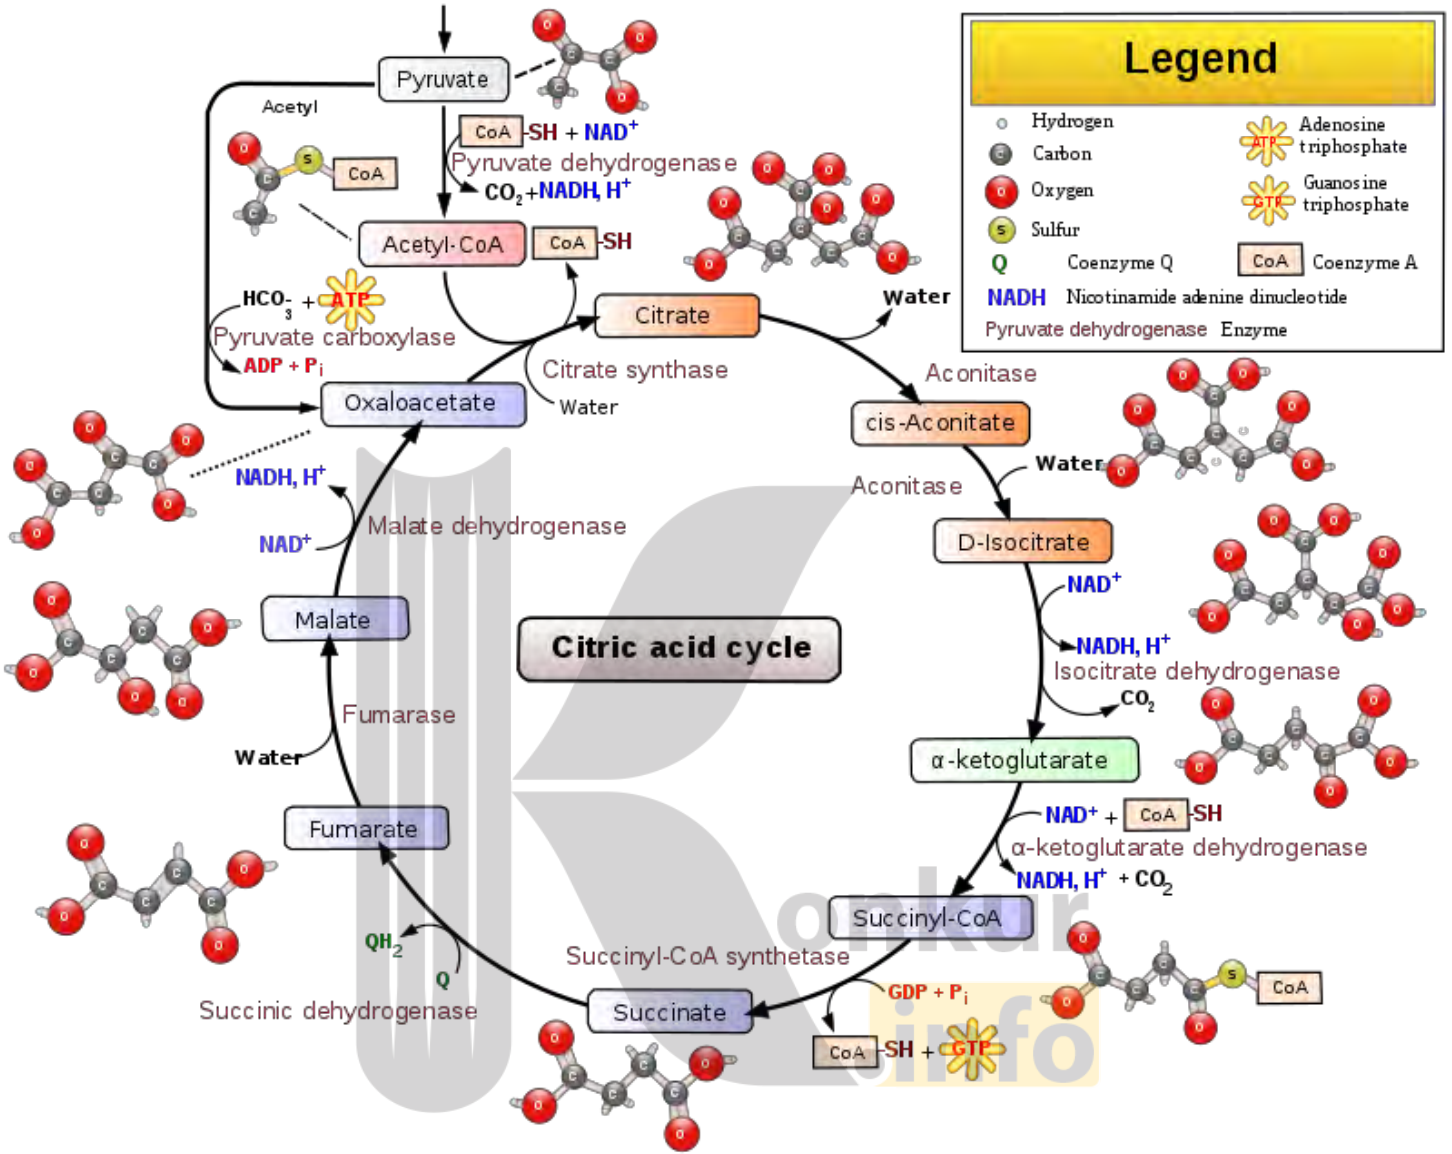 Pyruvate
Acetyl
CoA-SH + NAD+
Pyruvate dehydrogenase
CO2+NADH, H+
S
CoA
Acetyl-CoA
CoA-SH
HCO3- + ATP
Pyruvate carboxylase
ADP + Pi
Citrate
Water
Citrate synthase
Water
Oxaloacetate
Aconitase
cis-Aconitate
Water
Aconitase
D-Isocitrate
NAD+
NADH, H+
Isocitrate dehydrogenase
CO2
α-ketoglutarate
NAD+ + CoA-SH
α-ketoglutarate dehydrogenase
NADH, H+ + CO2
Succinyl-CoA
S
CoA
Succinyl-CoA synthetase
GDP + Pi
CoA-SH + GTP
Succinate
Q
QH2
Succinic dehydrogenase
Fumarate
Water
Fumarase
Malate
NAD+
NADH, H+
Malate dehydrogenase
Citric acid cycle
Legend
Hydrogen
C Carbon
O Oxygen
S Sulfur
Q Coenzyme Q
NADH Nicotinamide adenine dinucleotide
Pyruvate dehydrogenase Enzyme
ATP Adenosine
triphosphate
GTP Guanosine
triphosphate
CoA Coenzyme A
Konkur
.info